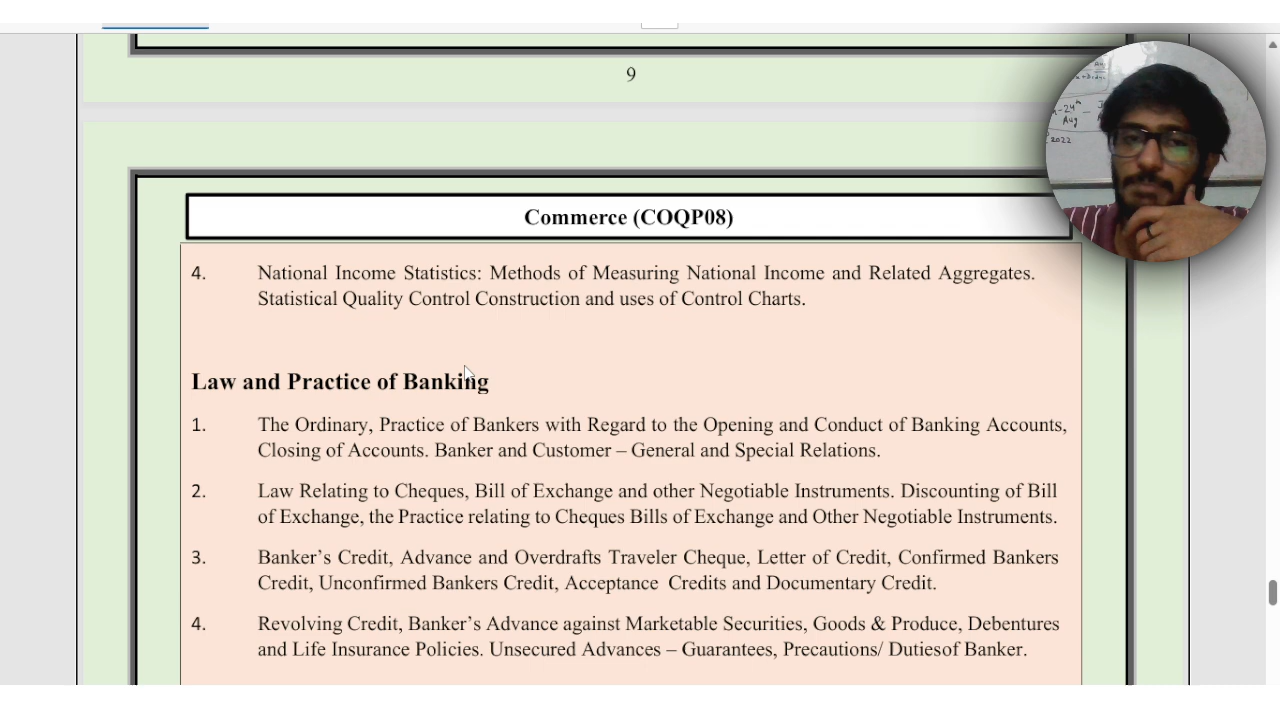 9
Commerce (COQP08)
4. National Income Statistics: Methods of Measuring National Income and Related Aggregates.
Statistical Quality Control Construction and uses of Control Charts.
Law and Practice of Banking
1. The Ordinary, Practice of Bankers with Regard to the Opening and Conduct of Banking Accounts,
Closing of Accounts. Banker and Customer – General and Special Relations.
2. Law Relating to Cheques, Bill of Exchange and other Negotiable Instruments. Discounting of Bill
of Exchange, the Practice relating to Cheques Bills of Exchange and Other Negotiable Instruments.
3. Banker’s Credit, Advance and Overdrafts Traveler Cheque, Letter of Credit, Confirmed Bankers
Credit, Unconfirmed Bankers Credit, Acceptance Credits and Documentary Credit.
4. Revolving Credit, Banker’s Advance against Marketable Securities, Goods & Produce, Debentures
and Life Insurance Policies. Unsecured Advances – Guarantees, Precautions/ Dutiesof Banker.
Aug
2022